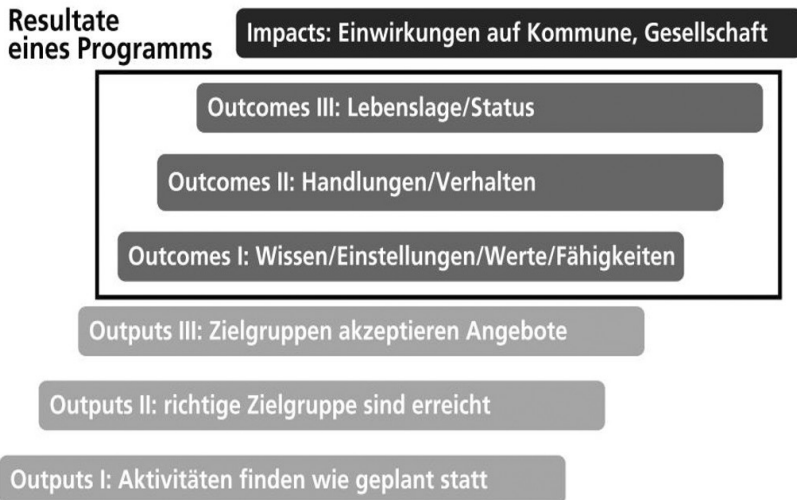 Resultate
eines Programms
Impacts: Einwirkungen auf Kommune, Gesellschaft
Outcomes III: Lebenslage/Status
Outcomes II: Handlungen/Verhalten
Outcomes I: Wissen/Einstellungen/Werte/Fähigkeiten
Outputs III: Zielgruppen akzeptieren Angebote
Outputs II: richtige Zielgruppe sind erreicht
Outputs I: Aktivitäten finden wie geplant statt